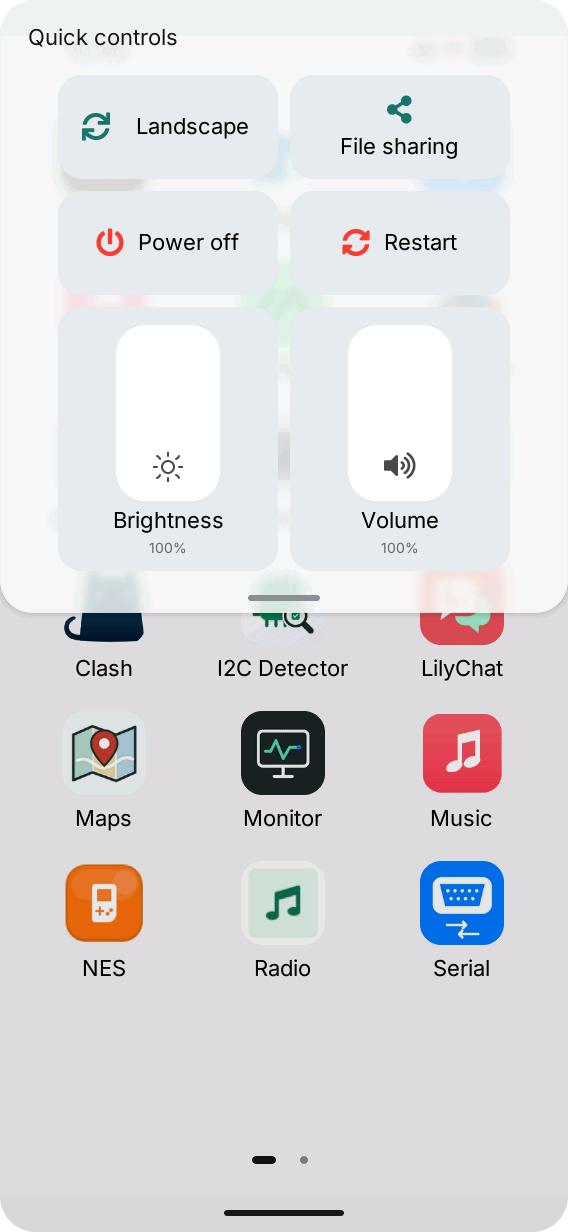 Quick controls
Landscape
File sharing
Power off
Restart
Brightness
100%
Volume
100%
Clash
I2C Detector
LilyChat
Maps
Monitor
Music
NES
Radio
Serial